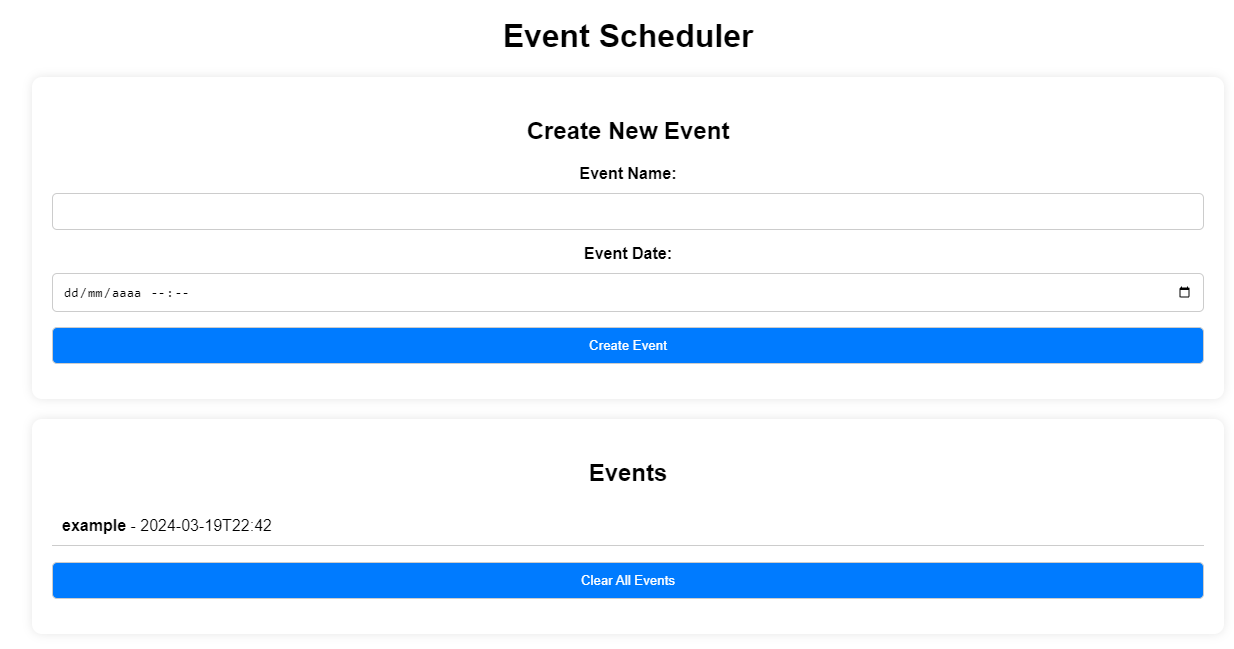 Event Scheduler
Create New Event
Event Name:
Event Date:
dd/mm/aaaa --:--
Create Event
Events
example - 2024-03-19T22:42
Clear All Events